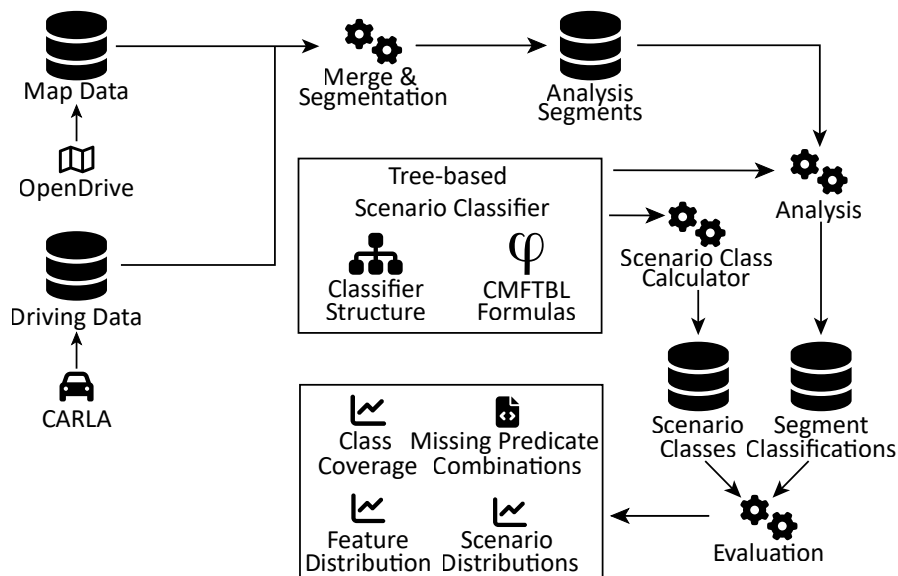 Map Data
OpenDrive
Driving Data
CARLA
Merge &
Segmentation
Analysis
Segments
Tree-based
Scenario Classifier
Classifier
Structure
φ
CMFTBL
Formulas
Analysis
Scenario Class
Calculator
Scenario
Classes
Segment
Classifications
Evaluation
Class
Coverage
Missing Predicate
Combinations
Feature
Distribution
Scenario
Distributions